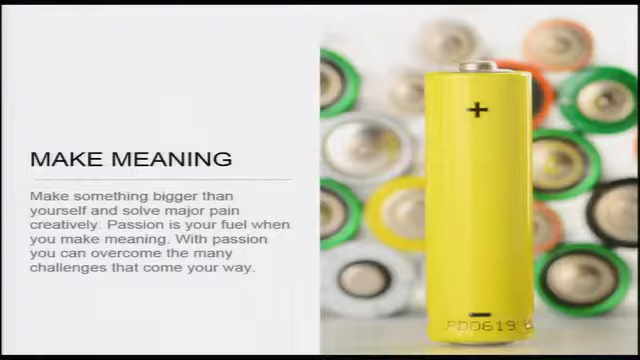 MAKE MEANING
Make something bigger than
yourself and solve major pain
creatively. Passion is your fuel when
you make meaning. With passion
you can overcome the many
challenges that come your way.
+
PD0619